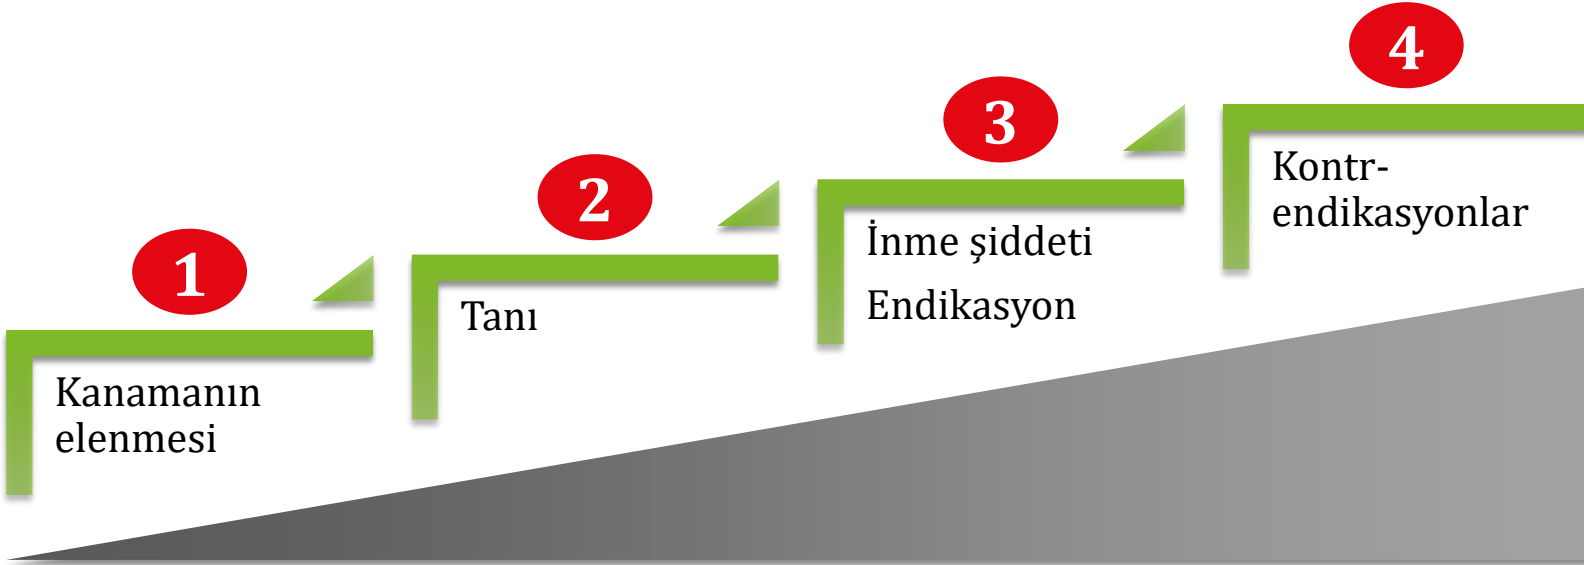 1
Kanamanın
elenmesi
2
Tanı
3
İnme şiddeti
Endikasyon
4
Kontr-
endikasyonlar